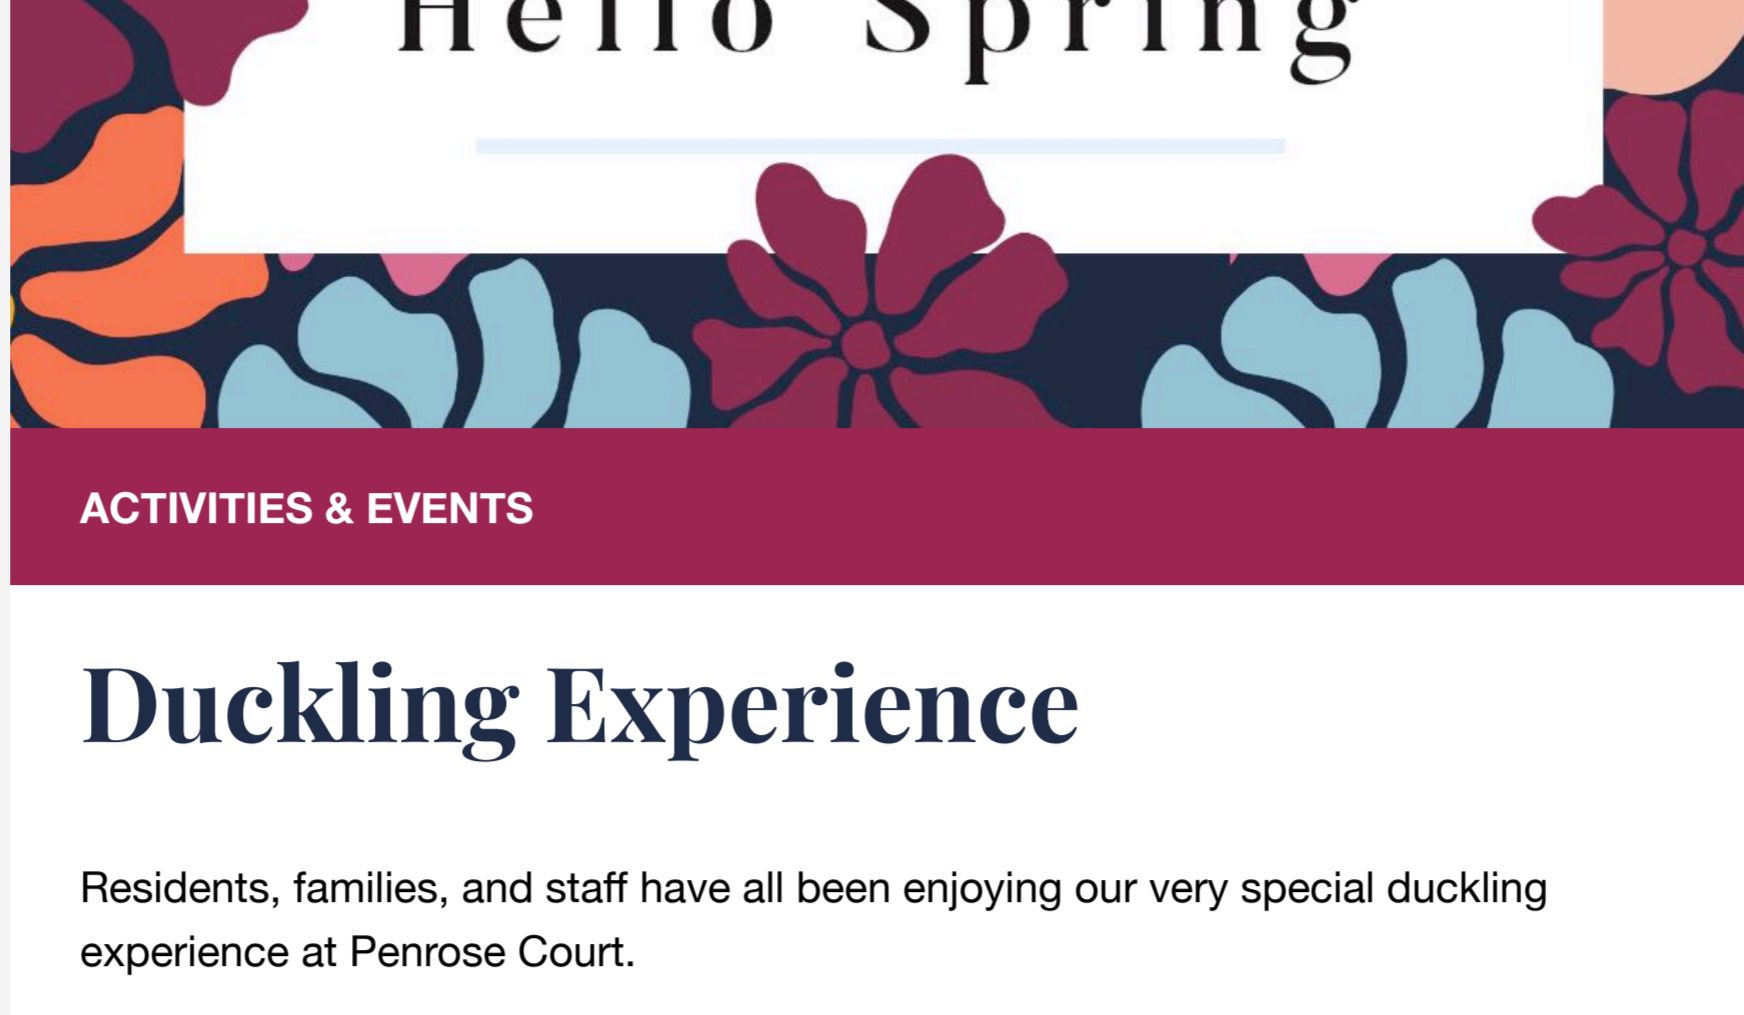 Hello Spring
ACTIVITIES & EVENTS
Duckling Experience
Residents, families, and staff have all been enjoying our very special duckling
experience at Penrose Court.